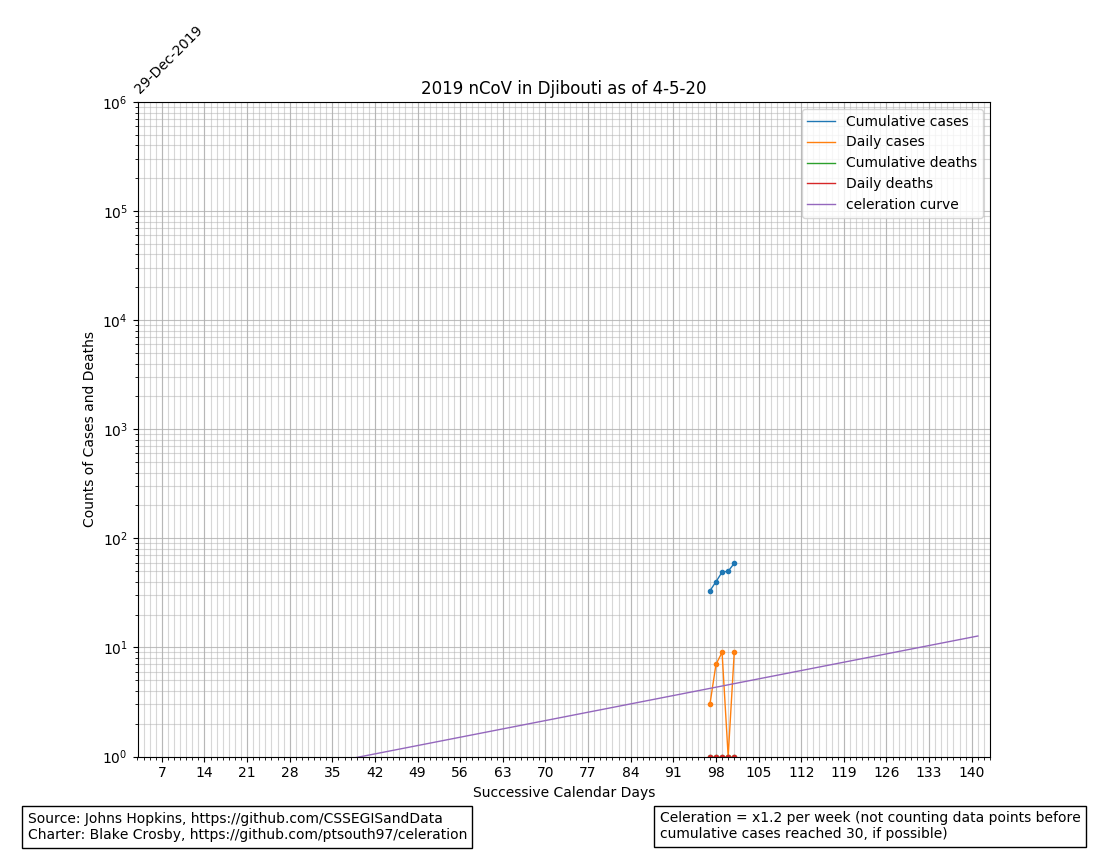 29-Dec-2019
2019 nCoV in Djibouti as of 4-5-20
10^6
10^5
10^4
10^3
10^2
10^1
10^0
Counts of Cases and Deaths
Cumulative cases
Daily cases
Cumulative deaths
Daily deaths
celeration curve
7 14 21 28 35 42 49 56 63 70 77 84 91 98 105 112 119 126 133 140
Successive Calendar Days
Source: Johns Hopkins, https://github.com/CSSEGISandData
Charter: Blake Crosby, https://github.com/ptsouth97/celeration
Celeration = x1.2 per week (not counting data points before
cumulative cases reached 30, if possible)